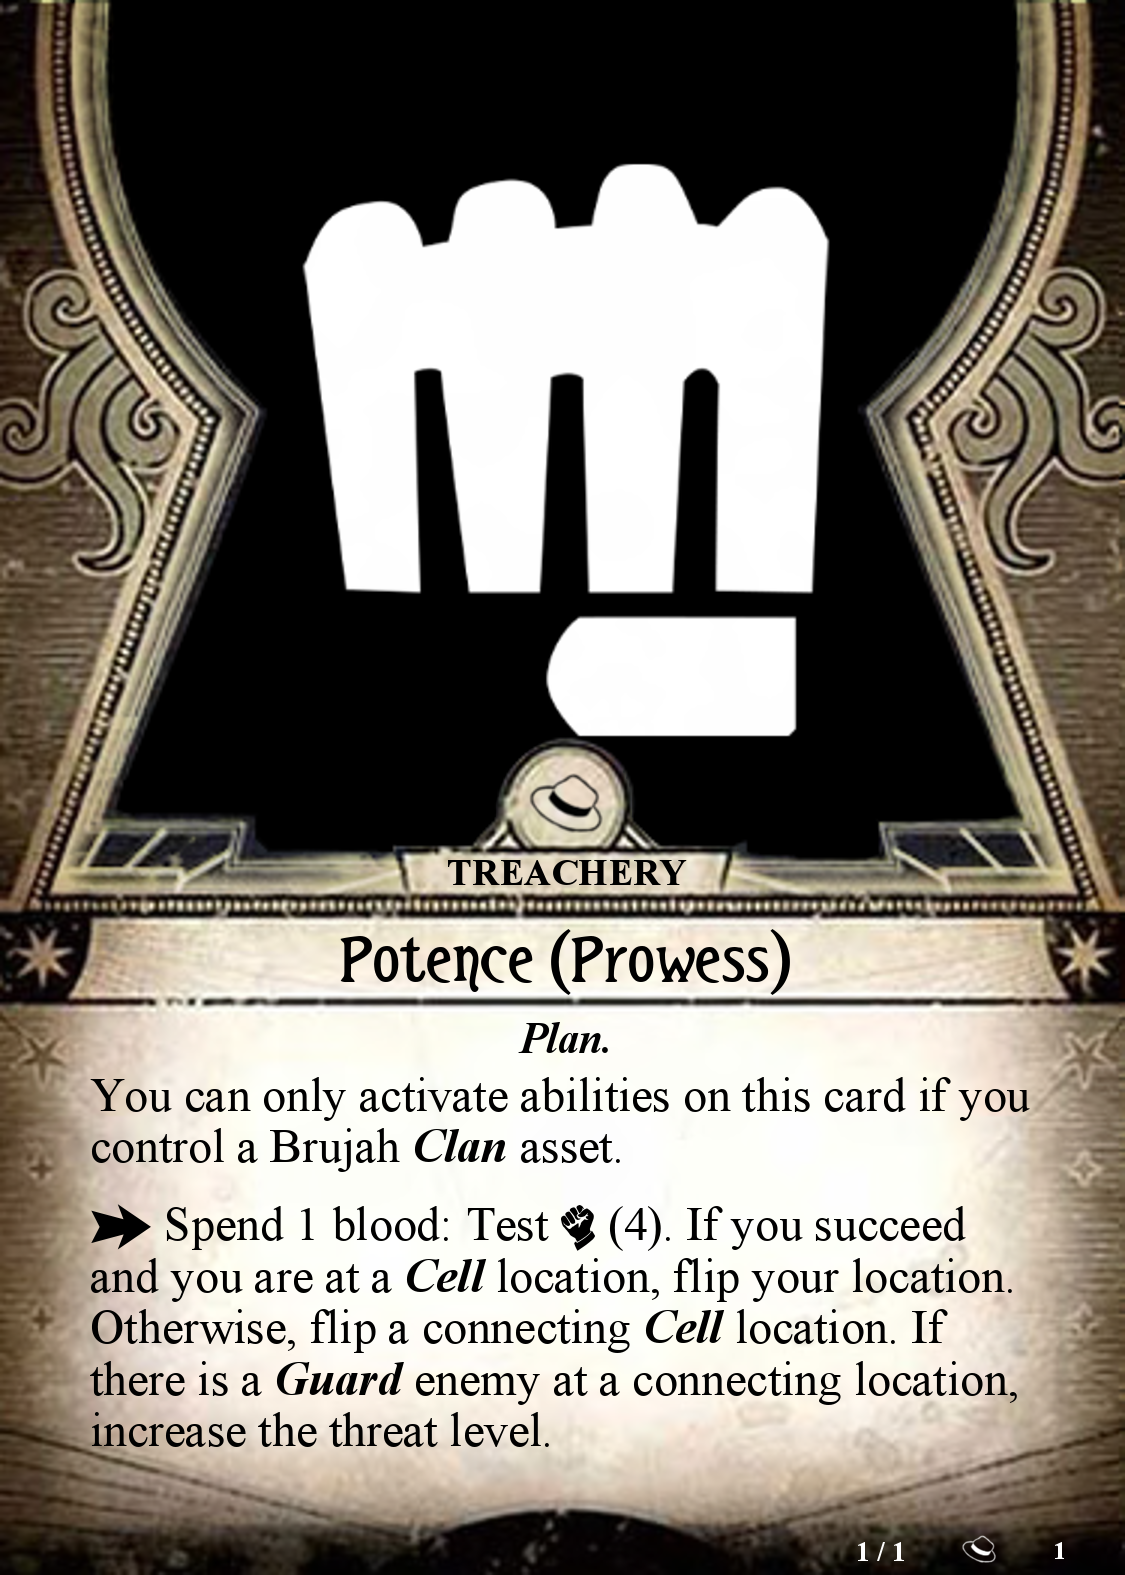 TREACHERY
Potence (Prowess)
Plan.
You can only activate abilities on this card if you
control a Brujah Clan asset.
Spend 1 blood: Test (4). If you succeed
and you are at a Cell location, flip your location.
Otherwise, flip a connecting Cell location. If
there is a Guard enemy at a connecting location,
increase the threat level.
1 / 1 1